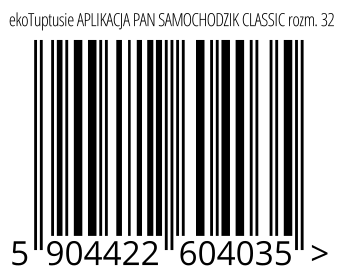 ekoTuptusie APLIKACJA PAN SAMOCHODZIK CLASSIC rozm. 32
5 904422 604035 >